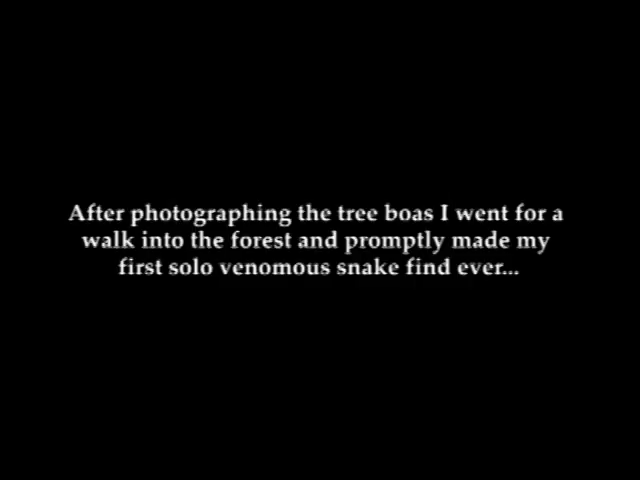 After photographing the tree boas I went for a
walk into the forest and promptly made my
first solo venomous snake find ever...